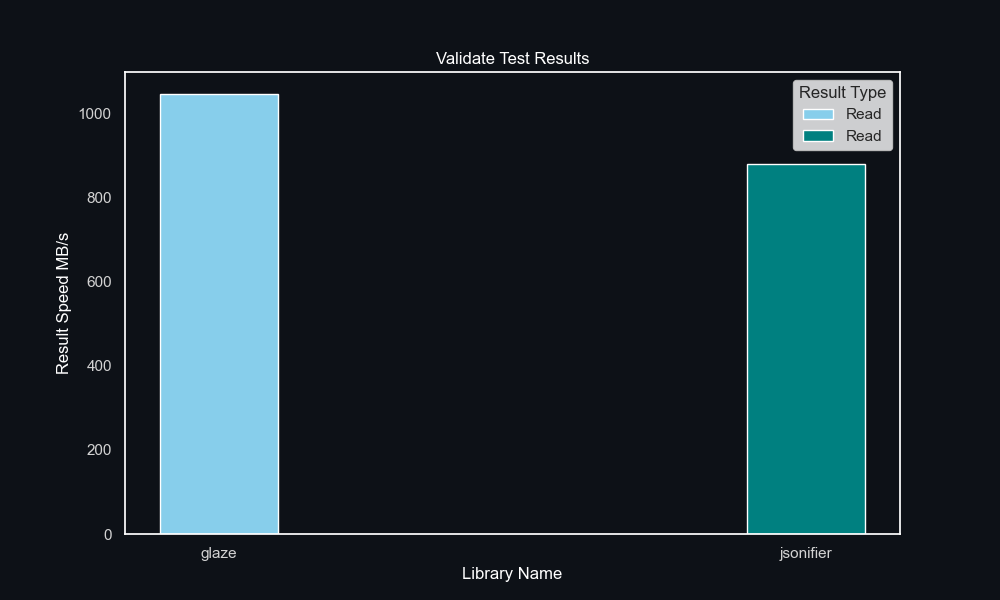 Validate Test Results
Result Type
Read
Read
1000
800
600
400
200
0
Result Speed MB/s
glaze
jsonifier
Library Name